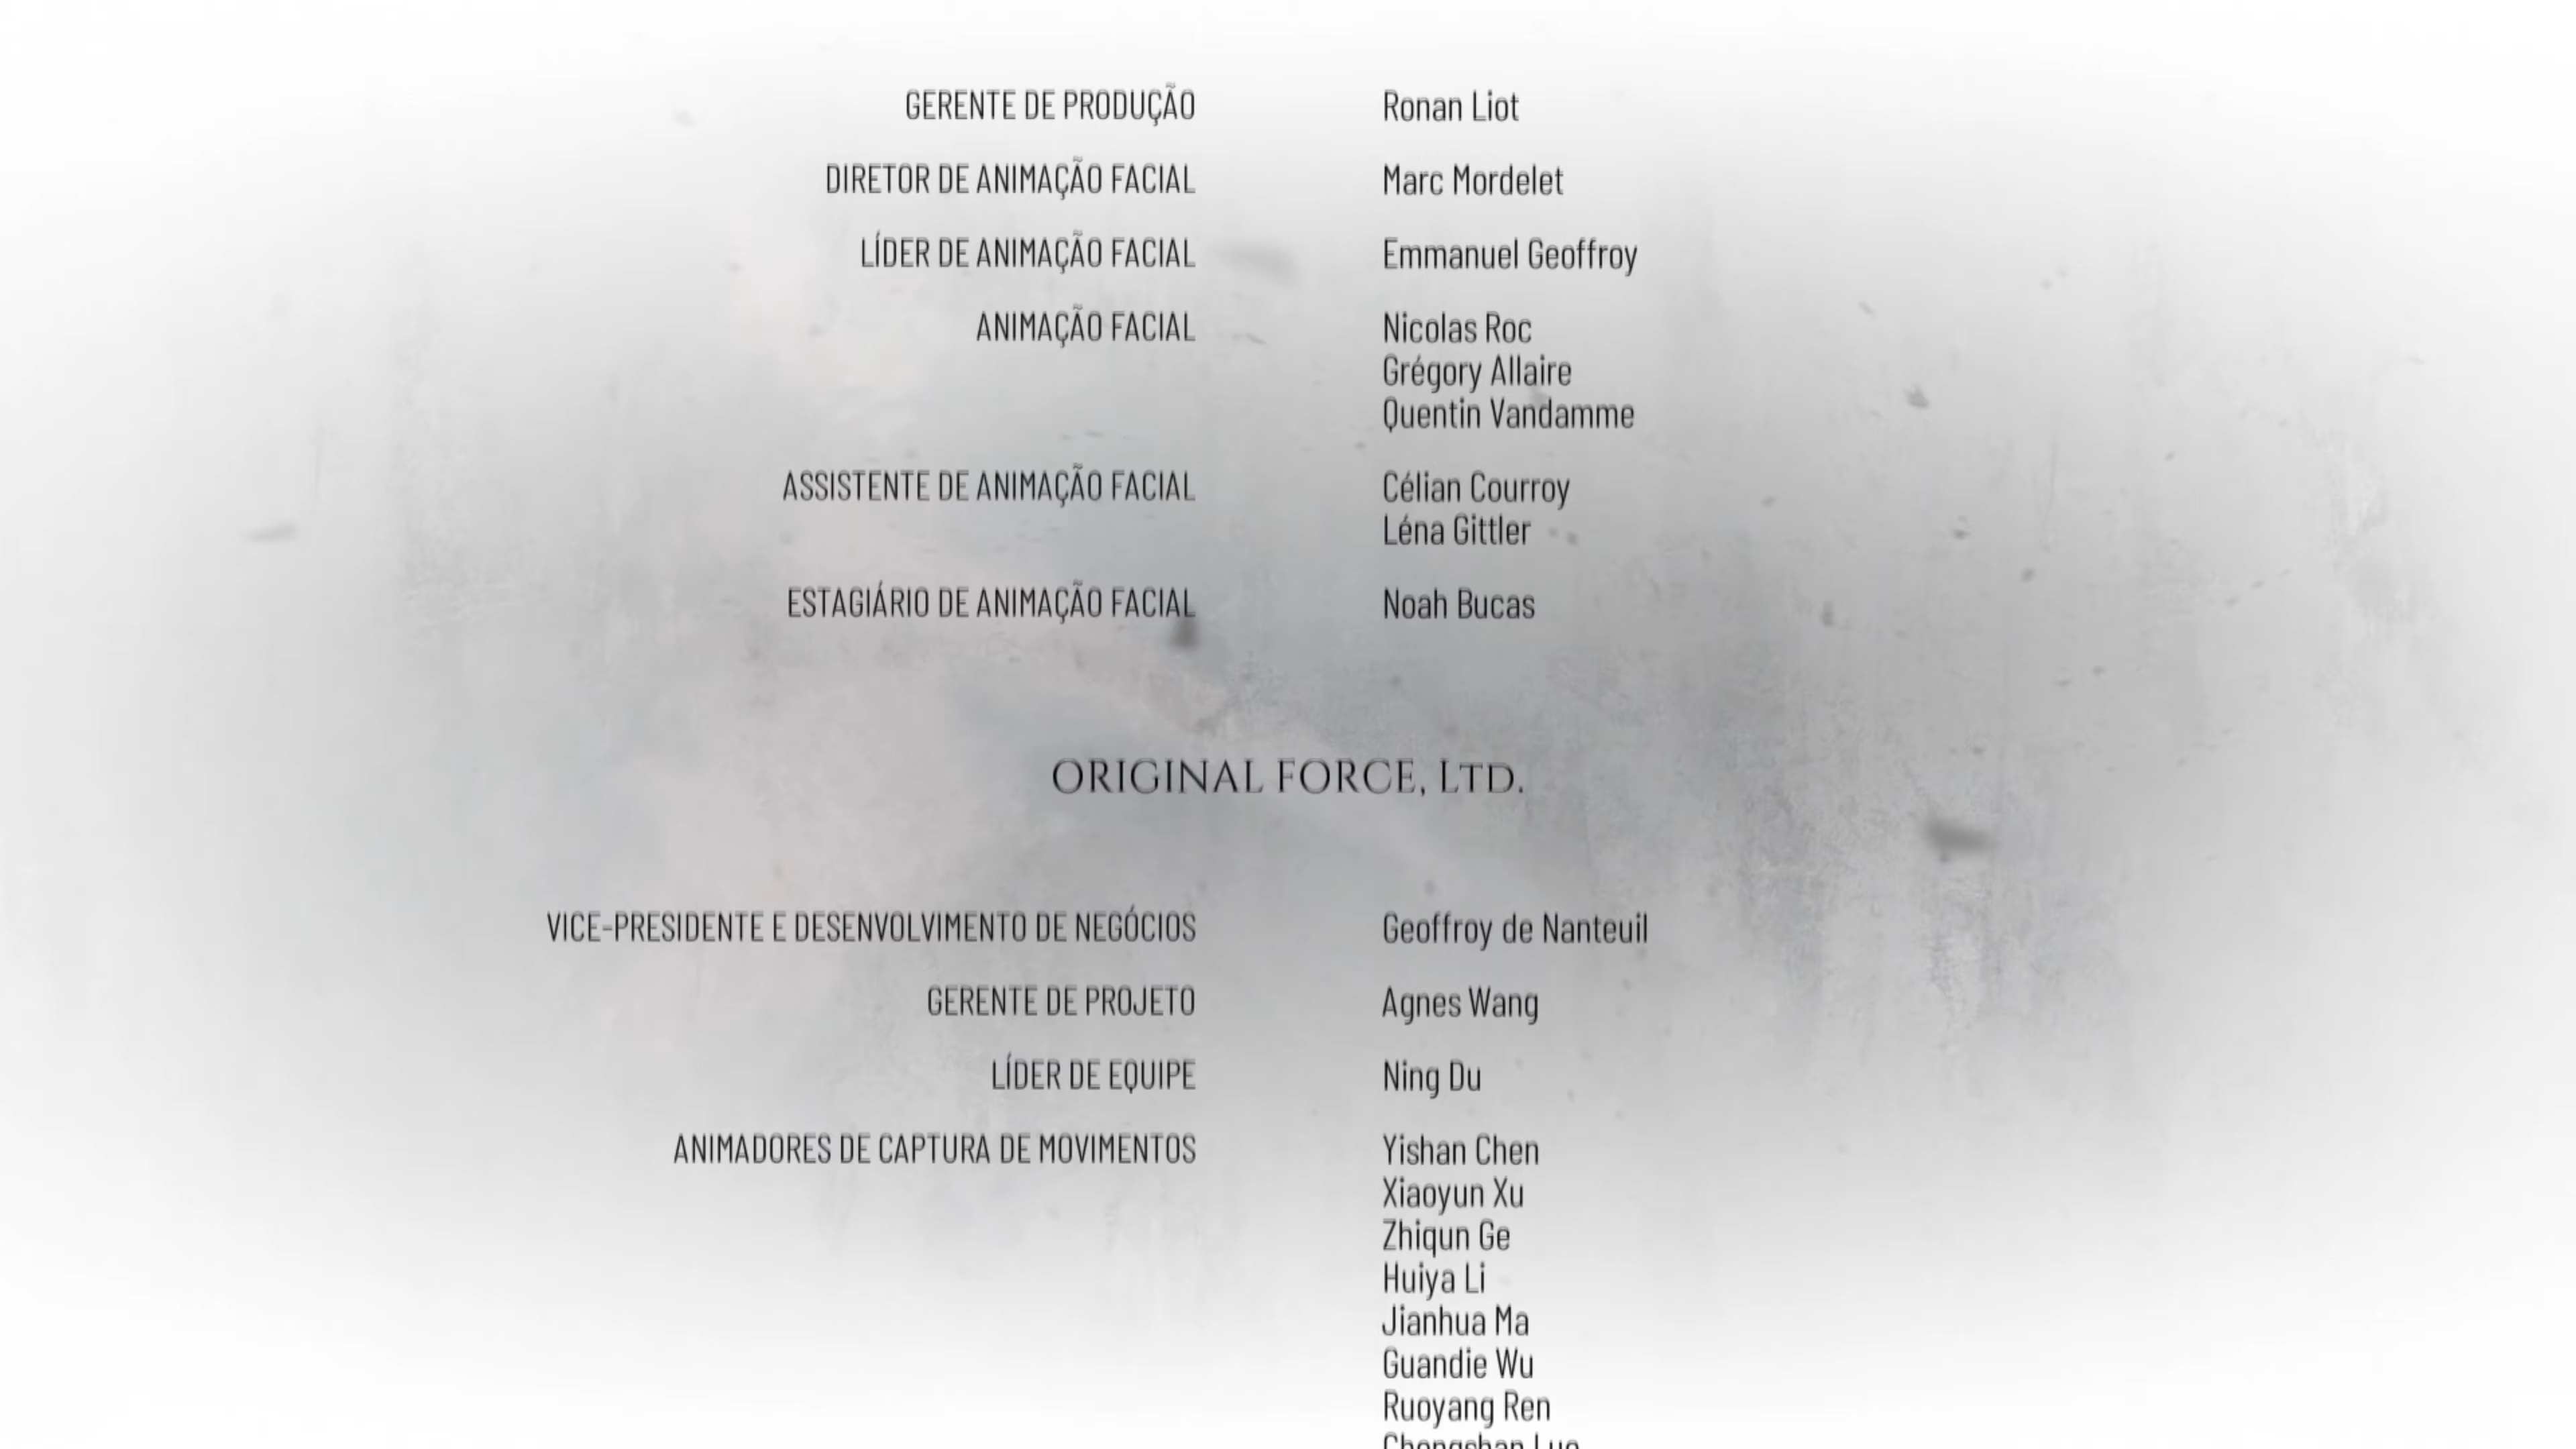 GERENTE DE PRODUÇÃO Ronan Liot
DIRETOR DE ANIMAÇÃO FACIAL Marc Mordelet
LÍDER DE ANIMAÇÃO FACIAL Emmanuel Geoffroy
ANIMAÇÃO FACIAL Nicolas Roc
Grégory Allaire
Quentin Vandamme
ASSISTENTE DE ANIMAÇÃO FACIAL Célian Courroy
Léna Gittler
ESTAGIÁRIO DE ANIMAÇÃO FACIAL Noah Bucas
ORIGINAL FORCE, LTD.
VICE-PRESIDENTE E DESENVOLVIMENTO DE NEGÓCIOS Geoffroy de Nanteuil
GERENTE DE PROJETO Agnes Wang
LÍDER DE EQUIPE Ning Du
ANIMADORES DE CAPTURA DE MOVIMENTOS Yishan Chen
Xiaoyun Xu
Zhiqun Ge
Huiya Li
Jianhua Ma
Guandie Wu
Ruoyang Ren